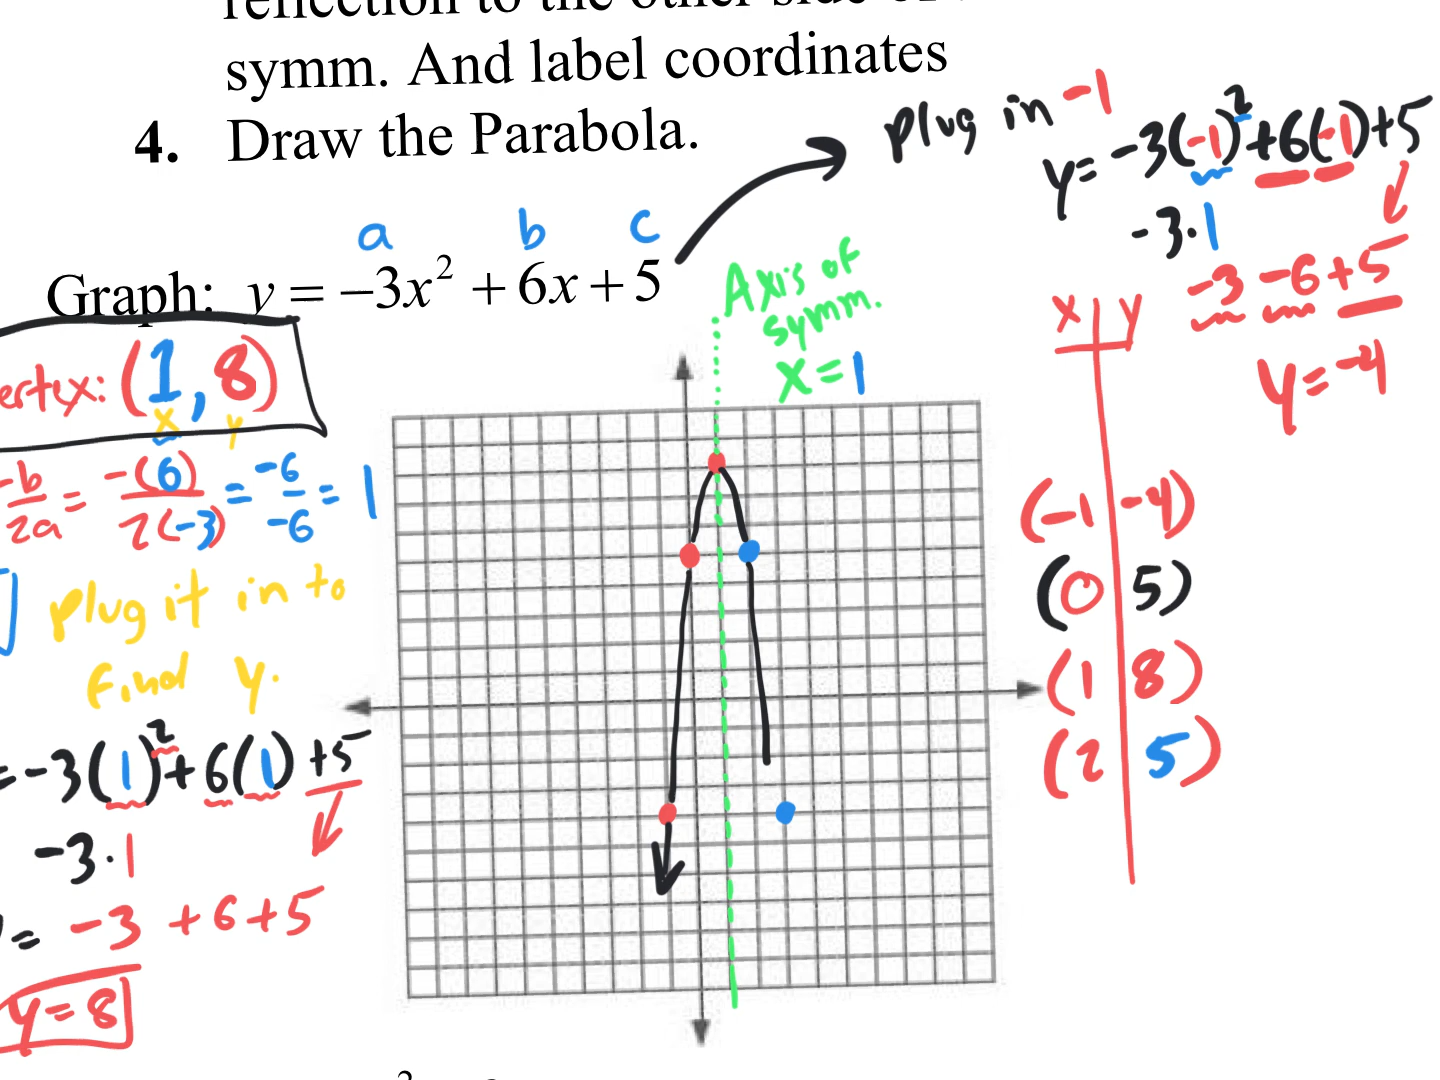 symm. And label coordinates
4. Draw the Parabola.
plug in -1
y= -3(-1)²+6(-1)+5
-3·1
-3 -6+5
y=-4
a b c
Graph: y = −3x² + 6x + 5
Axis of
symm.
x=1
ertex: (1, 8)
x y
-b/2a = -(6)/2(-3) = -6/-6 = 1
plug it in to
find y.
=-3(1)²+6(1)+5
-3·1
= -3 +6+5
y=8
x y
(-1 -4)
(0 5)
(1 8)
(2 5)